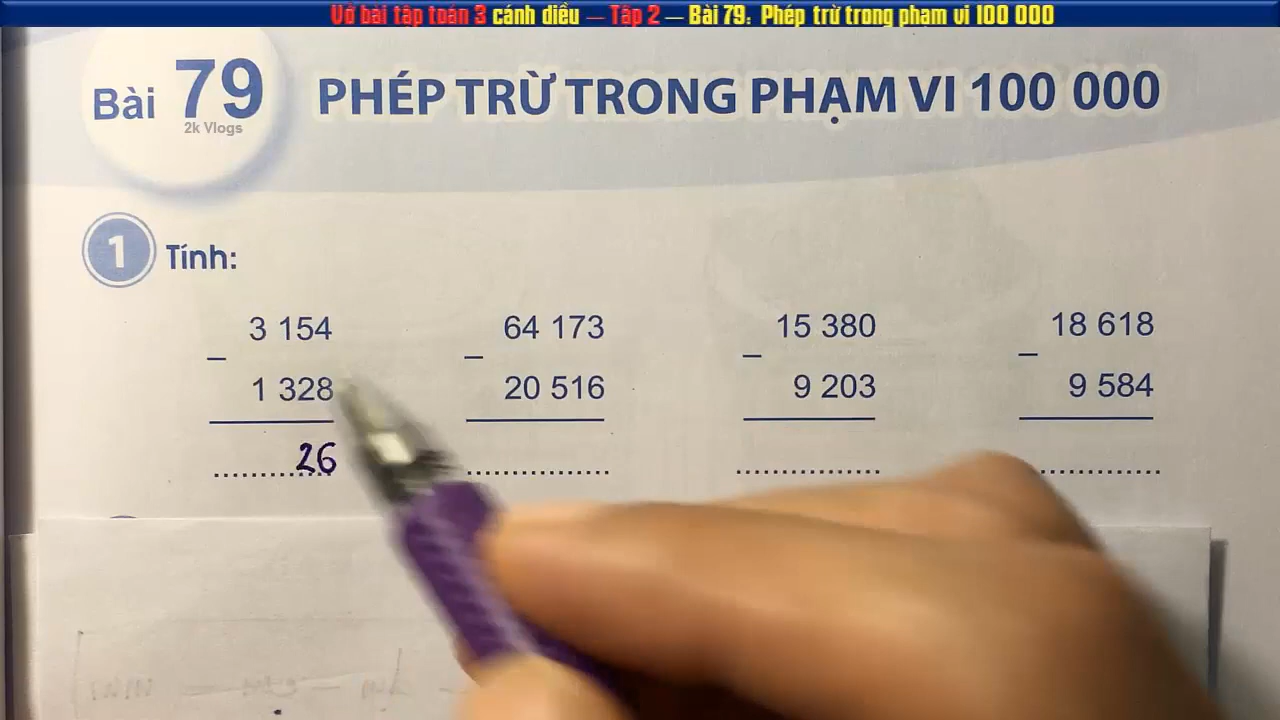 Vở bài tập toán 3 cánh diều – Tập 2 – Bài 79: Phép trừ trong phạm vi 100 000
Bài 79 PHÉP TRỪ TRONG PHẠM VI 100 000
2k Vlogs
1 Tính:
3 154 64 173 15 380 18 618
– – – –
1 328 20 516 9 203 9 584
26